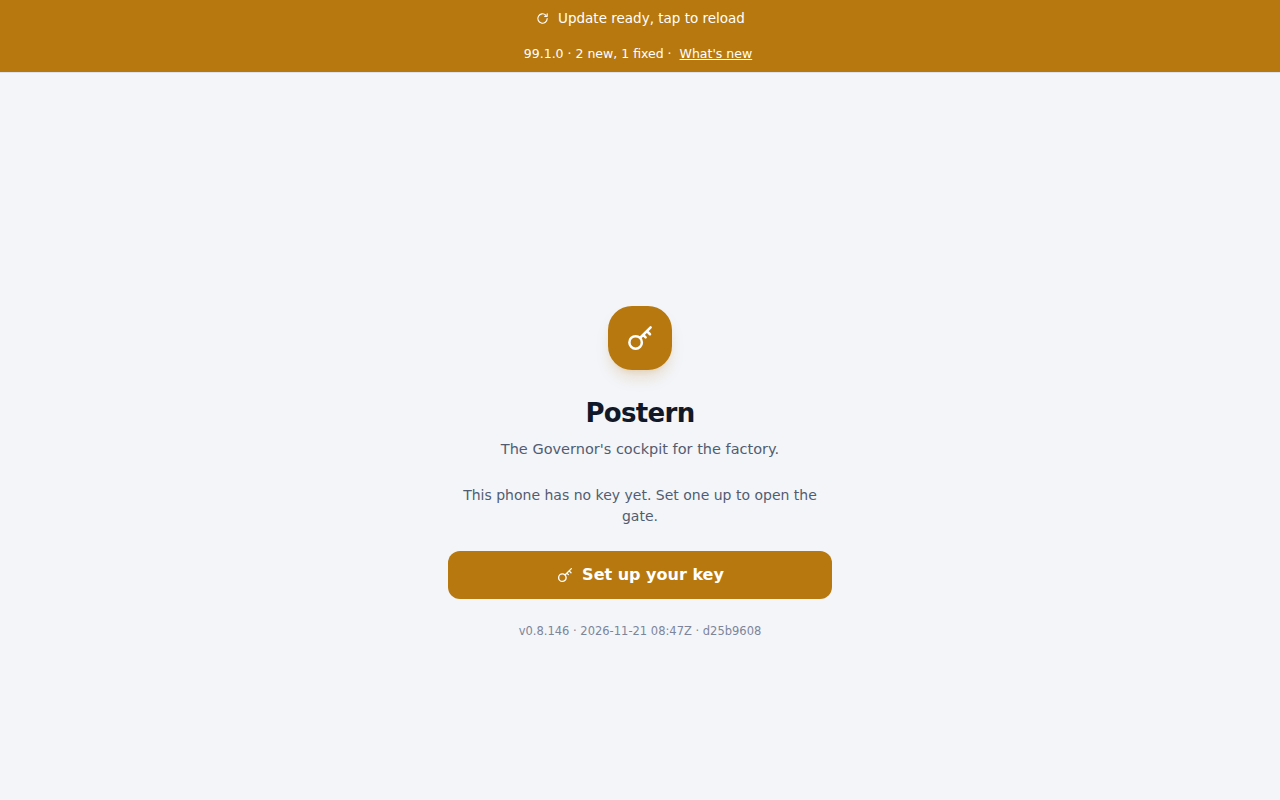 Update ready, tap to reload
99.1.0 · 2 new, 1 fixed · What's new
Postern
The Governor's cockpit for the factory.
This phone has no key yet. Set one up to open the
gate.
Set up your key
v0.8.146 · 2026-11-21 08:47Z · d25b9608